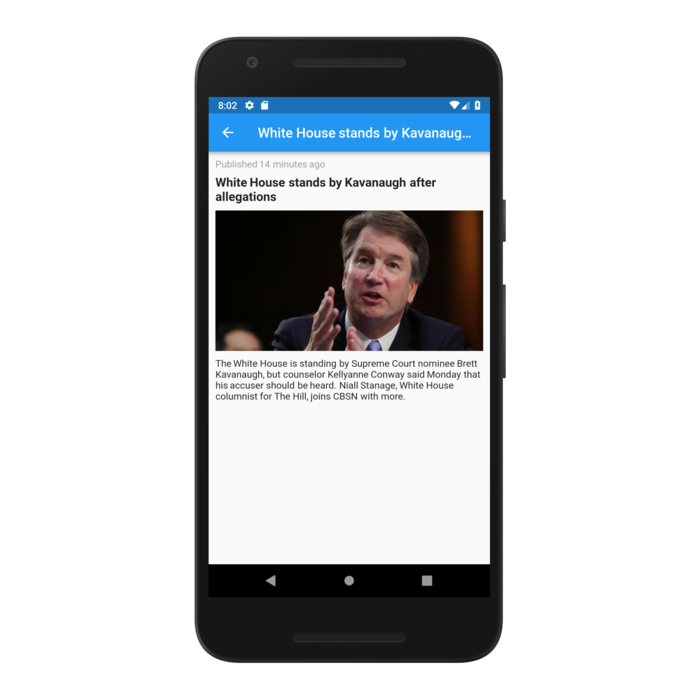 8:02
White House stands by Kavanaug...
Published 14 minutes ago
White House stands by Kavanaugh after
allegations
The White House is standing by Supreme Court nominee Brett
Kavanaugh, but counselor Kellyanne Conway said Monday that
his accuser should be heard. Niall Stanage, White House
columnist for The Hill, joins CBSN with more.